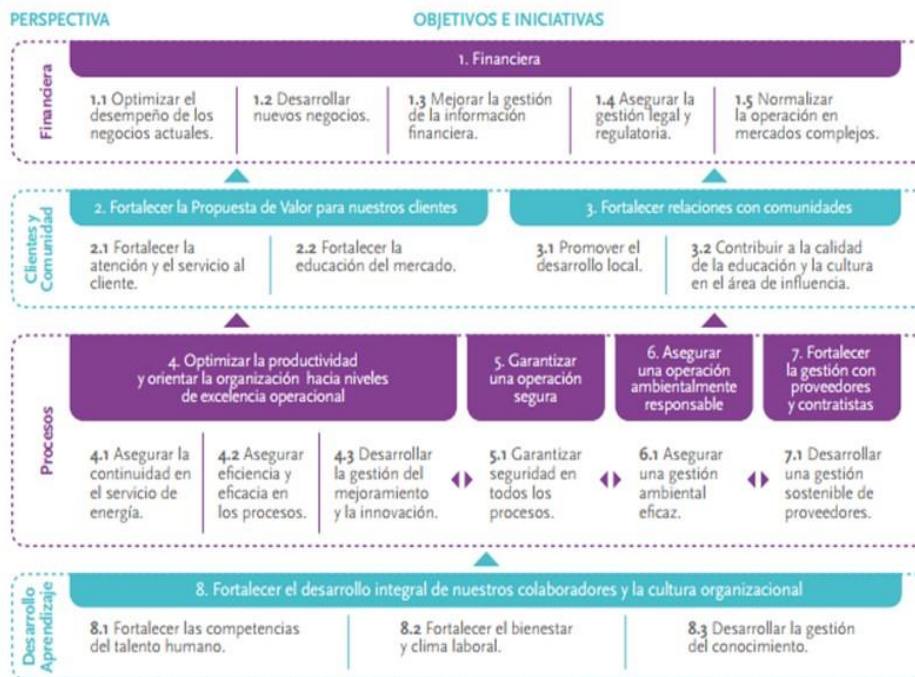 PERSPECTIVA
OBJETIVOS E INICIATIVAS
Financiera
1. Financiera
1.1 Optimizar el
desempeño de los
negocios actuales.
1.2 Desarrollar
nuevos negocios.
1.3 Mejorar la gestión
de la información
financiera.
1.4 Asegurar la
gestión legal y
regulatoria.
1.5 Normalizar
la operación en
mercados complejos.
Clientes y
Comunidad
2. Fortalecer la Propuesta de Valor para nuestros clientes
2.1 Fortalecer la
atención y el servicio al
cliente.
2.2 Fortalecer la
educación del mercado.
3. Fortalecer relaciones con comunidades
3.1 Promover el
desarrollo local.
3.2 Contribuir a la calidad
de la educación y la cultura
en el área de influencia.
Procesos
4. Optimizar la productividad
y orientar la organización hacia niveles
de excelencia operacional
5. Garantizar
una operación
segura
6. Asegurar
una operación
ambientalmente
responsable
7. Fortalecer
la gestión con
proveedores
y contratistas
4.1 Asegurar la
continuidad en
el servicio de
energía.
4.2 Asegurar
eficiencia y
eficacia en
los procesos.
4.3 Desarrollar
la gestión del
mejoramiento
y la innovación.
5.1 Garantizar
seguridad en
todos los
procesos.
6.1 Asegurar
una gestión
ambiental
eficaz.
7.1 Desarrollar
una gestión
sostenible de
proveedores.
Desarrollo
Aprendizaje
8. Fortalecer el desarrollo integral de nuestros colaboradores y la cultura organizacional
8.1 Fortalecer las competencias
del talento humano.
8.2 Fortalecer el bienestar
y clima laboral.
8.3 Desarrollar la gestión
del conocimiento.